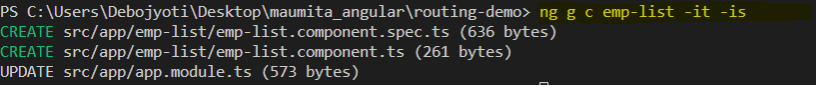 PS C:\Users\Debojyoti\Desktop\maumita_angular\routing-demo> ng g c emp-list -it -is
CREATE src/app/emp-list/emp-list.component.spec.ts (636 bytes)
CREATE src/app/emp-list/emp-list.component.ts (261 bytes)
UPDATE src/app/app.module.ts (573 bytes)